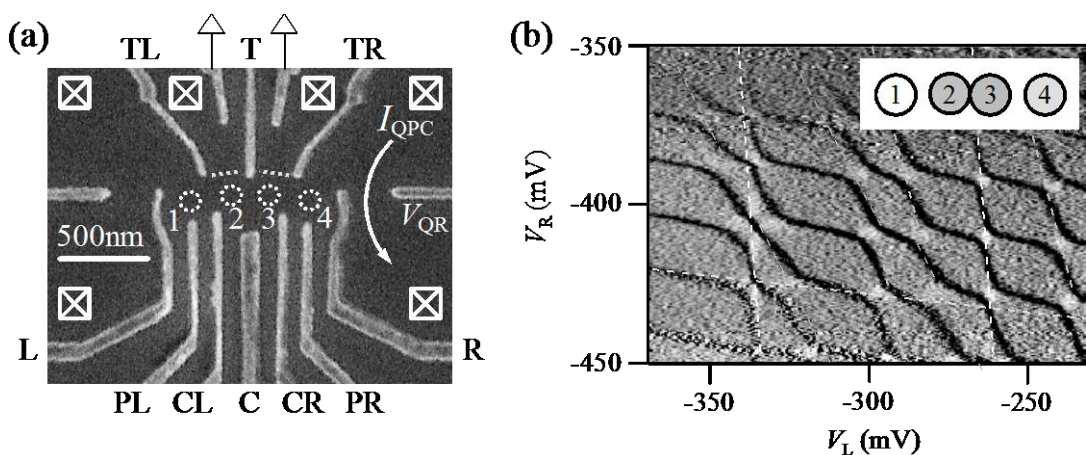 (a)
TL T TR
I_QPC
1 2 3 4
V_QR
500nm
L R
PL CL C CR PR
(b)
-350
-400
-450
V_R (mV)
1 2 3 4
-350 -300 -250
V_L (mV)